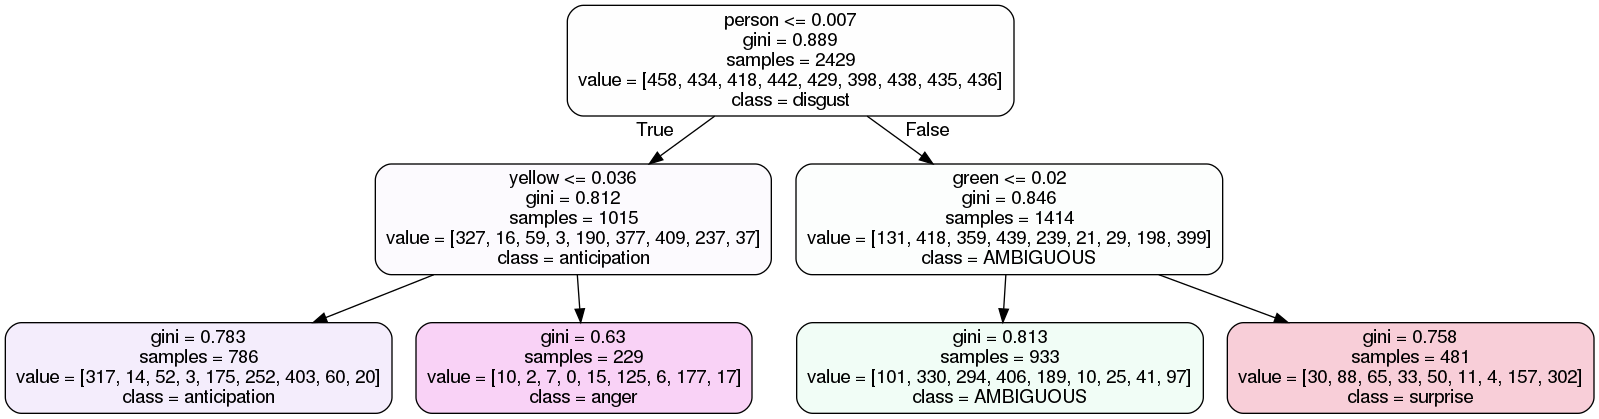 person <= 0.007
gini = 0.889
samples = 2429
value = [458, 434, 418, 442, 429, 398, 438, 435, 436]
class = disgust
True
False
yellow <= 0.036
gini = 0.812
samples = 1015
value = [327, 16, 59, 3, 190, 377, 409, 237, 37]
class = anticipation
green <= 0.02
gini = 0.846
samples = 1414
value = [131, 418, 359, 439, 239, 21, 29, 198, 399]
class = AMBIGUOUS
gini = 0.783
samples = 786
value = [317, 14, 52, 3, 175, 252, 403, 60, 20]
class = anticipation
gini = 0.63
samples = 229
value = [10, 2, 7, 0, 15, 125, 6, 177, 17]
class = anger
gini = 0.813
samples = 933
value = [101, 330, 294, 406, 189, 10, 25, 41, 97]
class = AMBIGUOUS
gini = 0.758
samples = 481
value = [30, 88, 65, 33, 50, 11, 4, 157, 302]
class = surprise